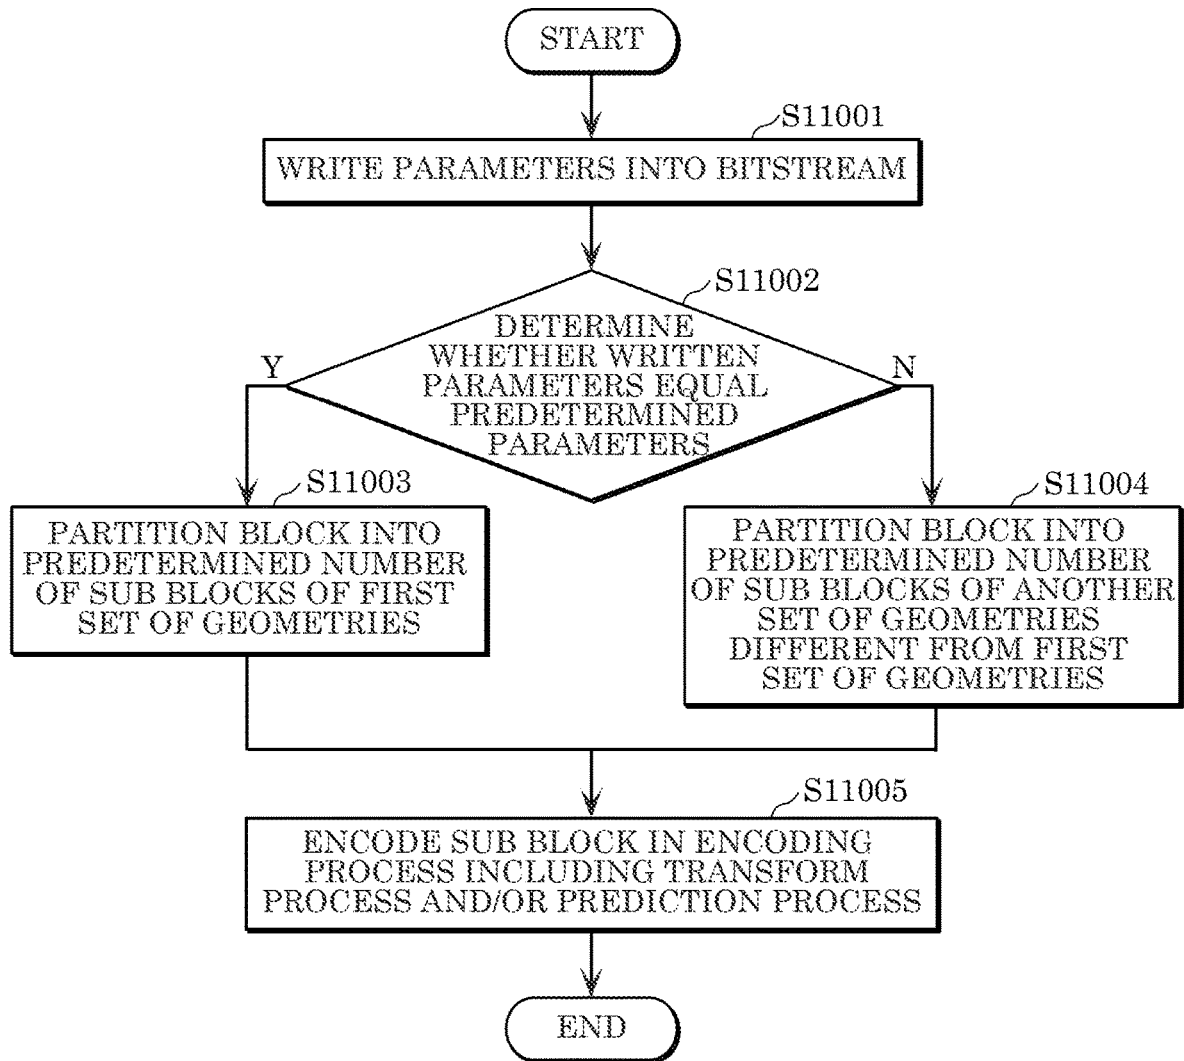 START
S11001
WRITE PARAMETERS INTO BITSTREAM
S11002
DETERMINE
WHETHER WRITTEN
PARAMETERS EQUAL
PREDETERMINED
PARAMETERS
Y
N
S11003
PARTITION BLOCK INTO
PREDETERMINED NUMBER
OF SUB BLOCKS OF FIRST
SET OF GEOMETRIES
S11004
PARTITION BLOCK INTO
PREDETERMINED NUMBER
OF SUB BLOCKS OF ANOTHER
SET OF GEOMETRIES
DIFFERENT FROM FIRST
SET OF GEOMETRIES
S11005
ENCODE SUB BLOCK IN ENCODING
PROCESS INCLUDING TRANSFORM
PROCESS AND/OR PREDICTION PROCESS
END